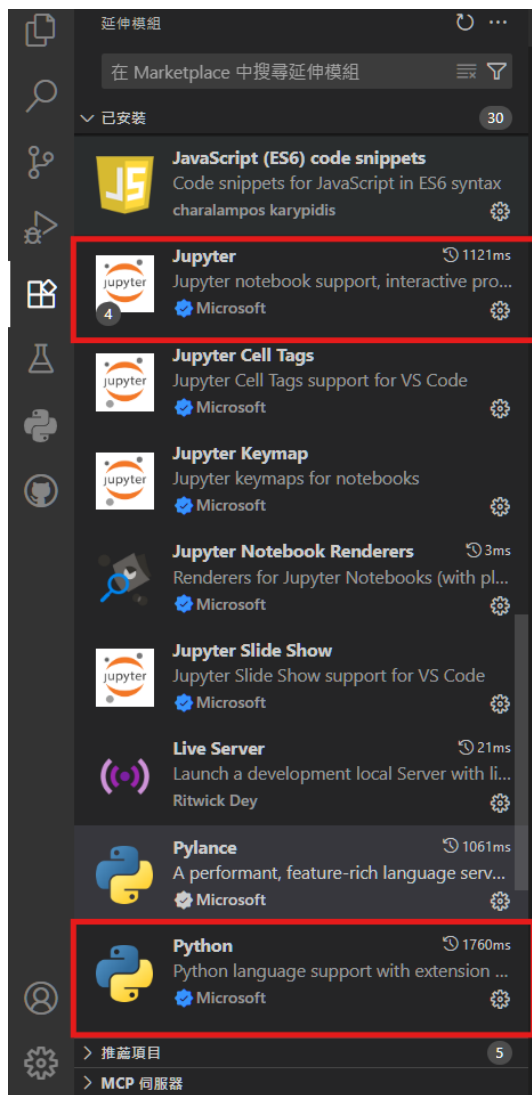 延伸模組
在 Marketplace 中搜尋延伸模組
已安裝
30
JavaScript (ES6) code snippets
Code snippets for JavaScript in ES6 syntax
charalampos karypidis
JS
Jupyter
1121ms
Jupyter notebook support, interactive pro...
Microsoft
jupyter
4
Jupyter Cell Tags
Jupyter Cell Tags support for VS Code
Microsoft
jupyter
Jupyter Keymap
Jupyter keymaps for notebooks
Microsoft
jupyter
Jupyter Notebook Renderers
3ms
Renderers for Jupyter Notebooks (with pl...
Microsoft
Jupyter Slide Show
Jupyter Slide Show support for VS Code
Microsoft
jupyter
Live Server
21ms
Launch a development local Server with li...
Ritwick Dey
Pylance
1061ms
A performant, feature-rich language serv...
Microsoft
Python
1760ms
Python language support with extension ...
Microsoft
推薦項目
5
MCP 伺服器